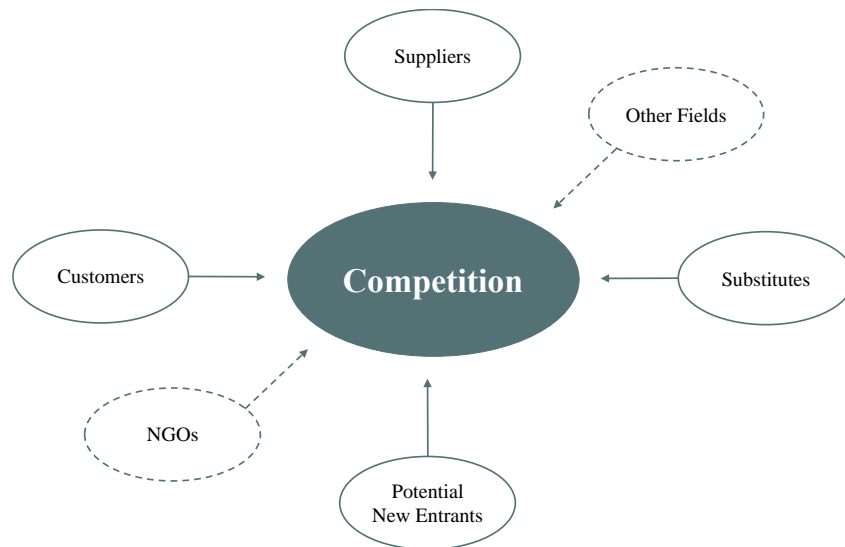 Suppliers
Other Fields
Customers
Competition
Substitutes
NGOs
Potential
New Entrants